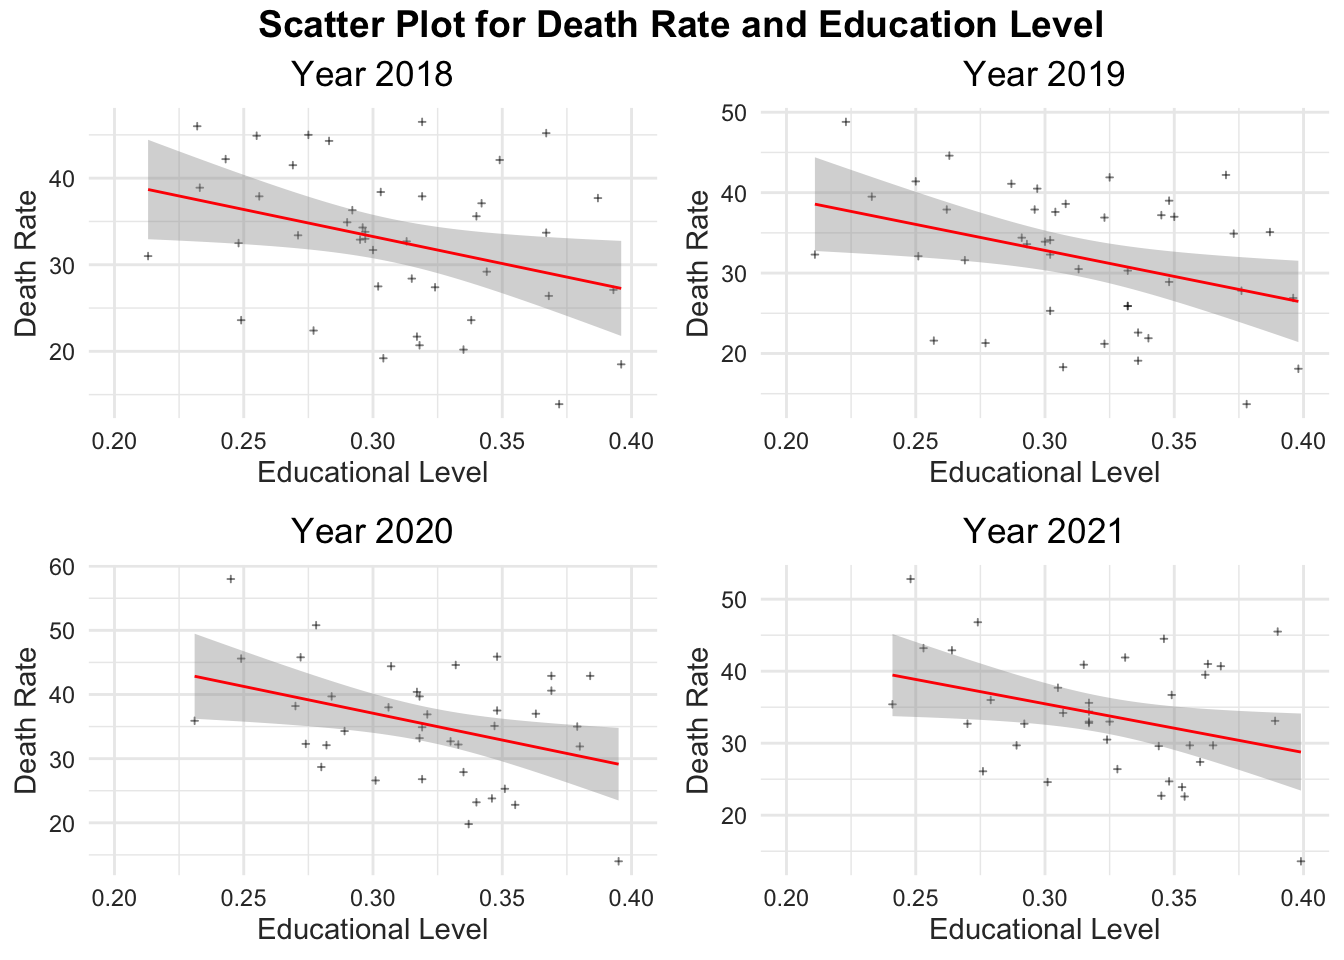 Scatter Plot for Death Rate and Education Level
Year 2018
Death Rate
40
30
20
0.20 0.25 0.30 0.35 0.40
Educational Level
Year 2019
Death Rate
50
40
30
20
0.20 0.25 0.30 0.35 0.40
Educational Level
Year 2020
Death Rate
60
50
40
30
20
0.20 0.25 0.30 0.35 0.40
Educational Level
Year 2021
Death Rate
50
40
30
20
0.20 0.25 0.30 0.35 0.40
Educational Level